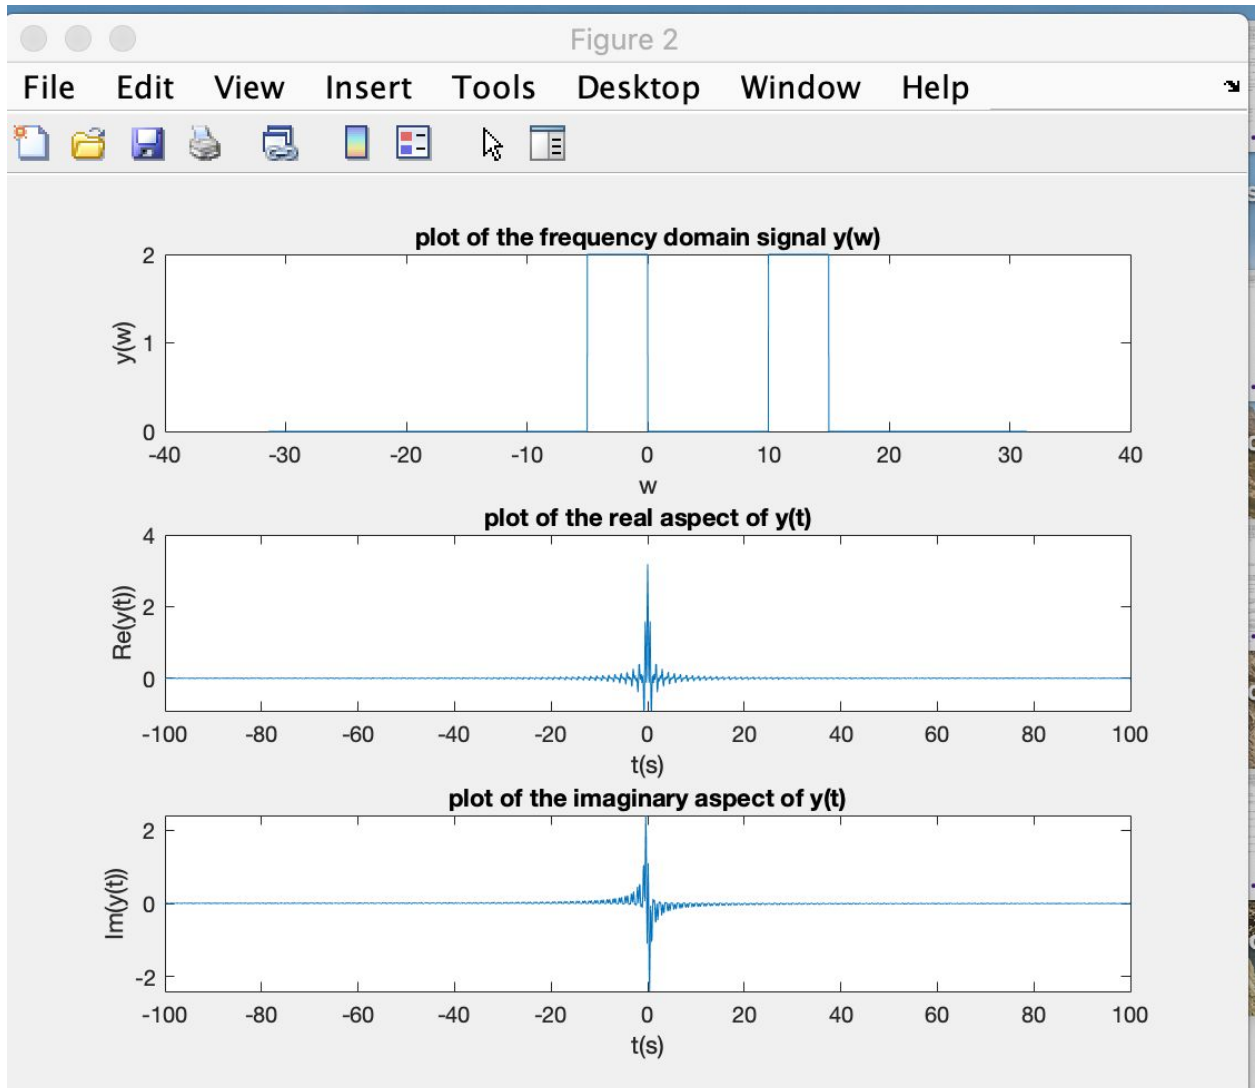 Figure 2
File Edit View Insert Tools Desktop Window Help
plot of the frequency domain signal y(w)
2
1
0
y(w)
-40 -30 -20 -10 0 10 20 30 40
w
plot of the real aspect of y(t)
4
2
0
Re(y(t))
-100 -80 -60 -40 -20 0 20 40 60 80 100
t(s)
plot of the imaginary aspect of y(t)
2
0
-2
Im(y(t))
-100 -80 -60 -40 -20 0 20 40 60 80 100
t(s)